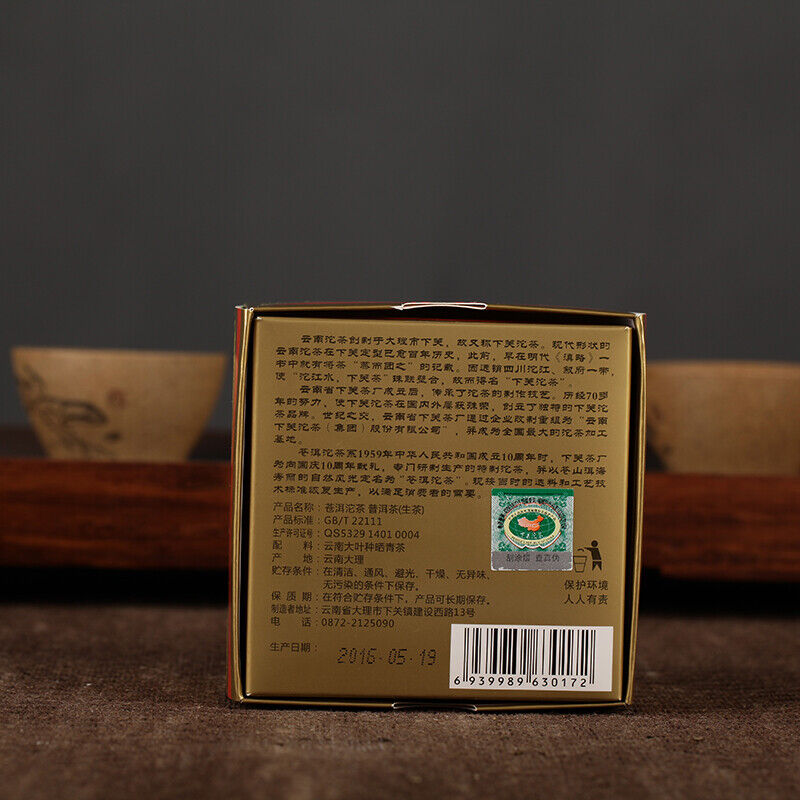 云南沱茶创制于大理市下关，故又称下关沱茶。现代形状的
云南沱茶在下关定型已愈百年历史，此前，早在明代《滇略》一
书中就有将茶“蒸而团之”的记载。因远销四川沱江、叙府一带，
使“沱江水，下关茶”珠联璧合，故而得名“下关沱茶”。
云南省下关茶厂成立后，传承了沱茶的制作技艺。历经70多
年的努力，使下关沱茶在国内外屡获殊荣，创立了独特的下关沱
茶品牌。世纪之交，云南省下关茶厂通过企业改制重组为“云南
下关沱茶（集团）股份有限公司”，并成为全国最大的沱茶加工
基地。
苍洱沱茶系1959年中华人民共和国成立10周年时，下关茶厂
为向国庆10周年献礼，专门研制生产的特制沱茶，并以苍山洱海
秀丽的自然风光定名为“苍洱沱茶”。现按当时的选料和工艺技
术标准恢复生产，以满足消费者的需要。
产品名称：苍洱沱茶 普洱茶(生茶)
产品标准：GB/T 22111
生产许可证号：QS5329 1401 0004
配 料：云南大叶种晒青茶
产 地：云南大理
贮存条件：在清洁、通风、避光、干燥、无异味、
无污染的条件下保存。
保 质 期：在符合贮存条件下，产品可长期保存。
制造者地址：云南省大理市下关镇建设西路13号
电 话：0872-2125090
生产日期：
2016-05-19
刮涂层 查真伪
保护环境
人人有责
6 939989 630172